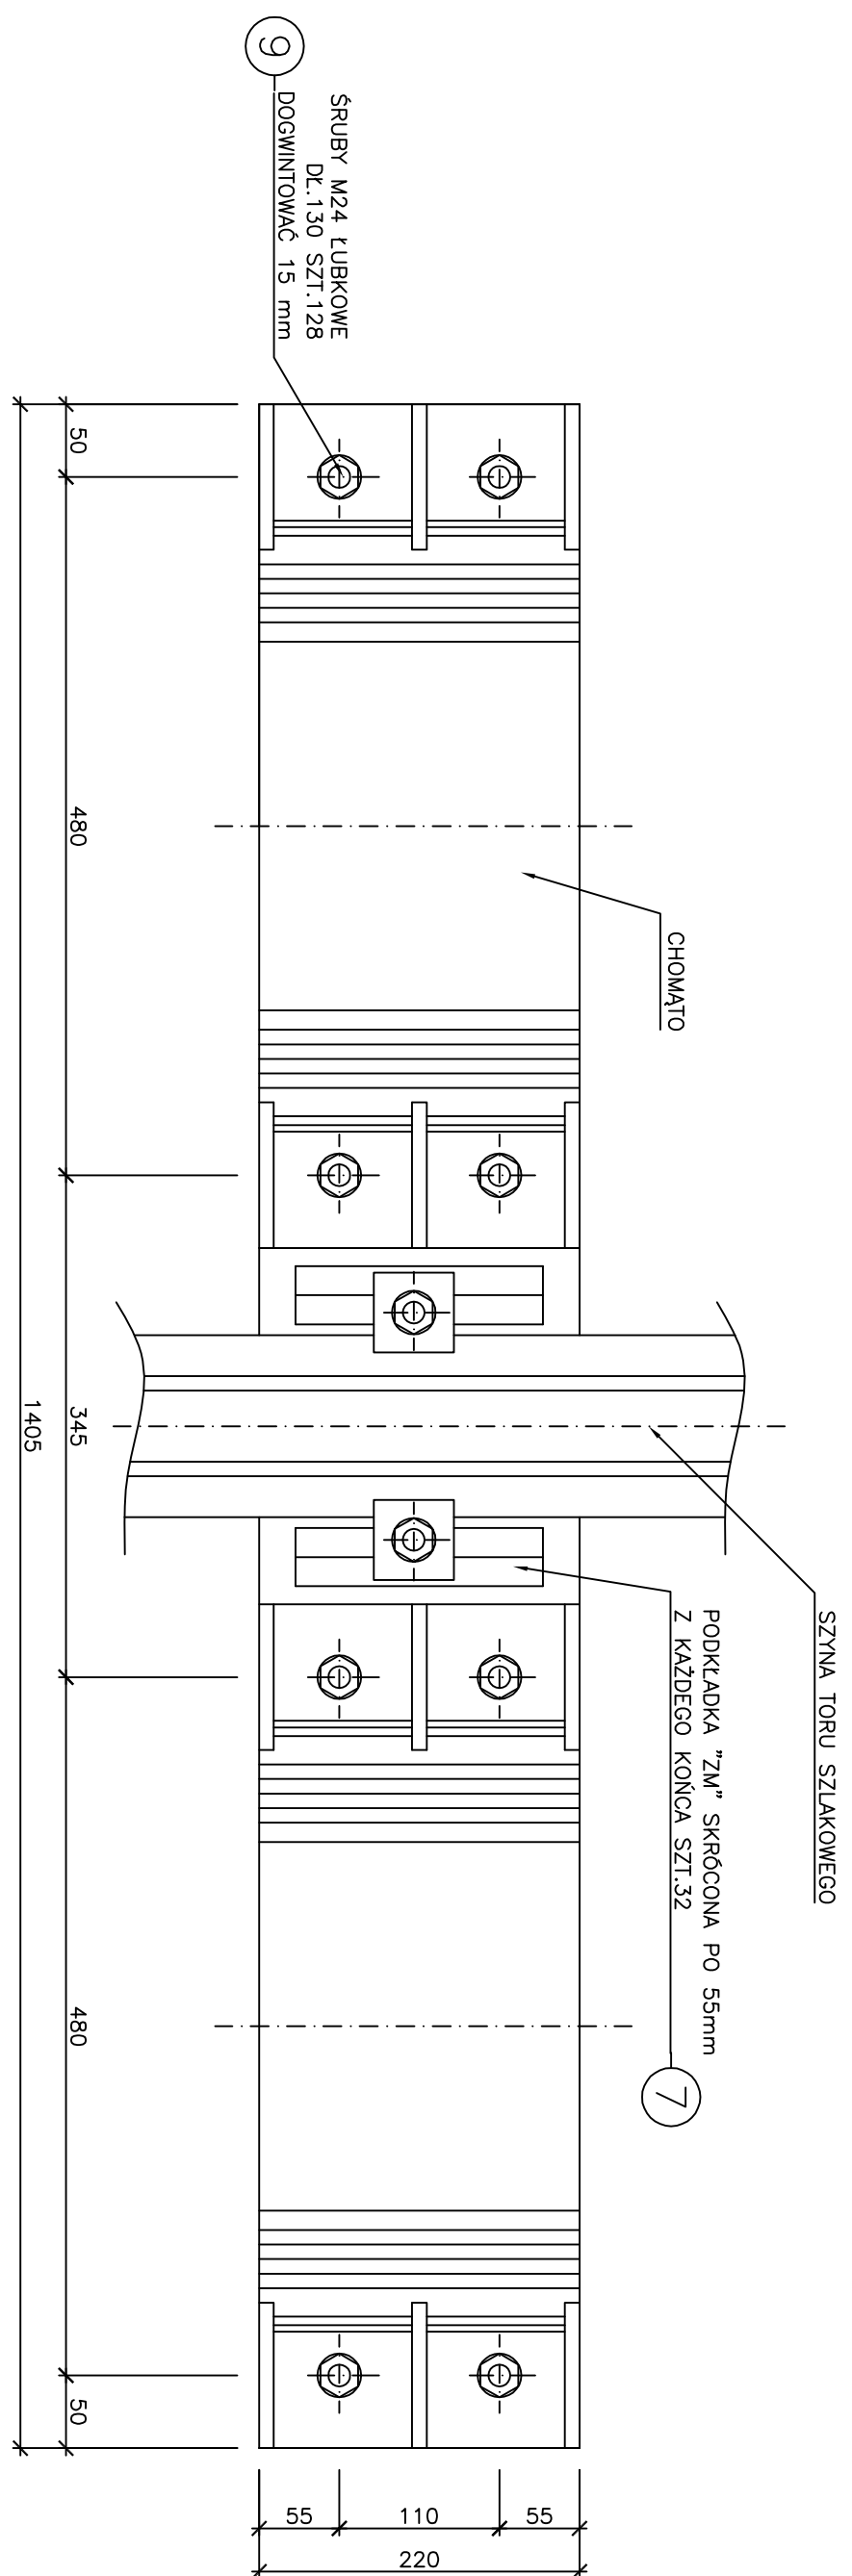 9
ŚRUBY M24 ŁUBKOWE
DŁ.130 SZT.128
DOGWINTOWAĆ 15 mm
CHOMĄTO
SZYNA TORU SZLAKOWEGO
PODKŁADKA "ZM" SKRÓCONA PO 55mm
Z KAŻDEGO KOŃCA SZT.32
7
50
480
345
480
50
1405
55
110
55
220